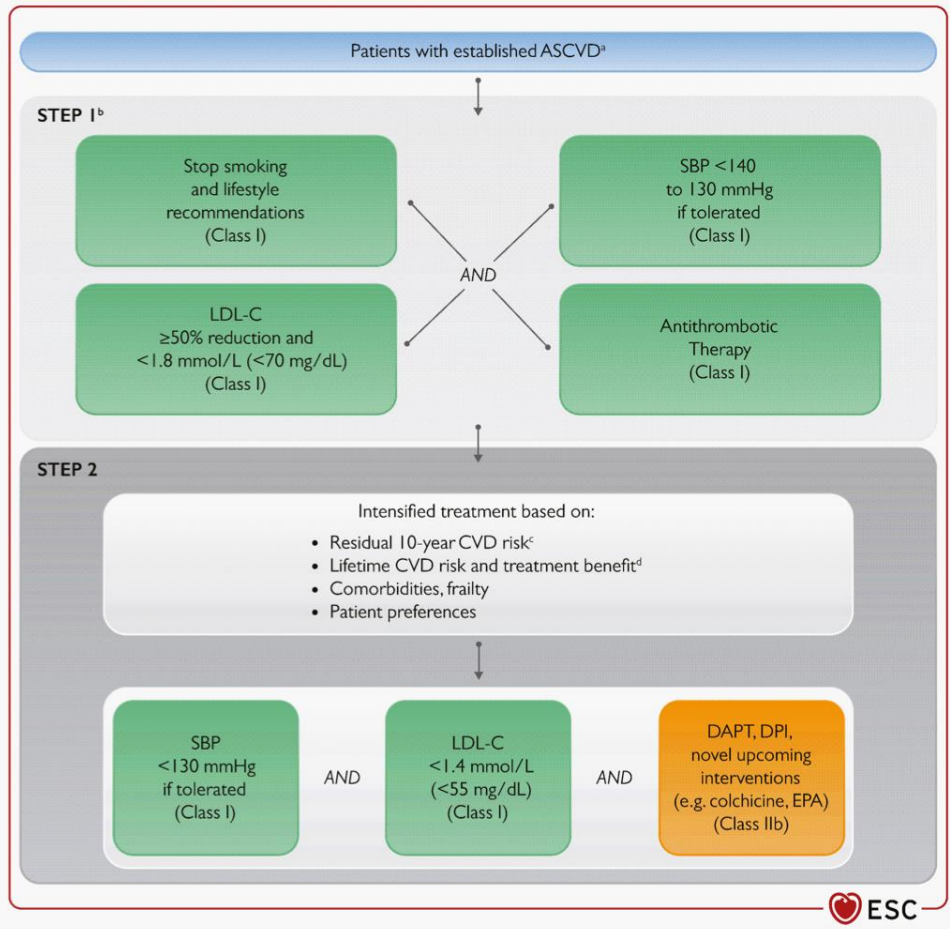 Patients with established ASCVDᵃ
STEP 1ᵇ
Stop smoking
and lifestyle
recommendations
(Class I)
SBP <140
to 130 mmHg
if tolerated
(Class I)
AND
LDL-C
≥50% reduction and
<1.8 mmol/L (<70 mg/dL)
(Class I)
Antithrombotic
Therapy
(Class I)
STEP 2
Intensified treatment based on:
• Residual 10-year CVD riskᶜ
• Lifetime CVD risk and treatment benefitᵈ
• Comorbidities, frailty
• Patient preferences
SBP
<130 mmHg
if tolerated
(Class I)
AND
LDL-C
<1.4 mmol/L
(<55 mg/dL)
(Class I)
AND
DAPT, DPI,
novel upcoming
interventions
(e.g. colchicine, EPA)
(Class IIb)
ESC